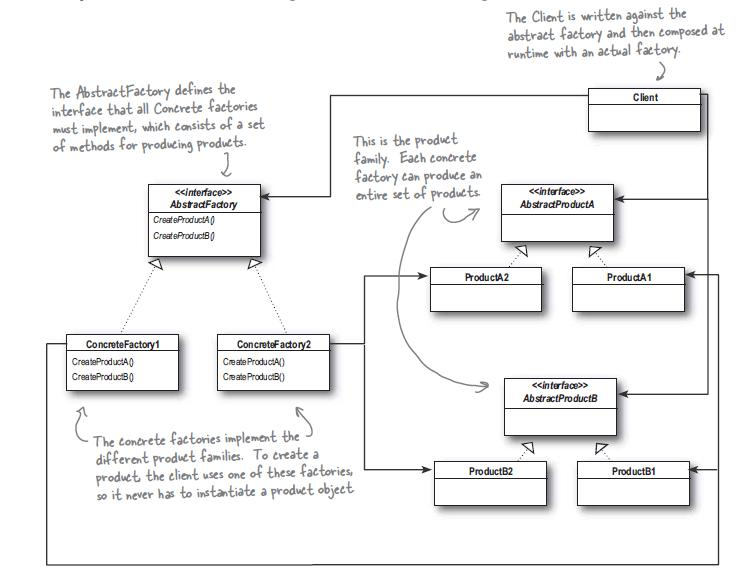 The Client is written against the
abstract factory and then composed at
runtime with an actual factory.
The AbstractFactory defines the
interface that all Concrete factories
must implement, which consists of a set
of methods for producing products.
Client
This is the product
family. Each concrete
factory can produce an
entire set of products.
<<interface>>
AbstractFactory
CreateProductA()
CreateProductB()
<<interface>>
AbstractProductA
ProductA2
ProductA1
ConcreteFactory1
CreateProductA()
CreateProductB()
ConcreteFactory2
CreateProductA()
CreateProductB()
<<interface>>
AbstractProductB
The concrete factories implement the
different product families. To create a
product, the client uses one of these factories,
so it never has to instantiate a product object
ProductB2
ProductB1